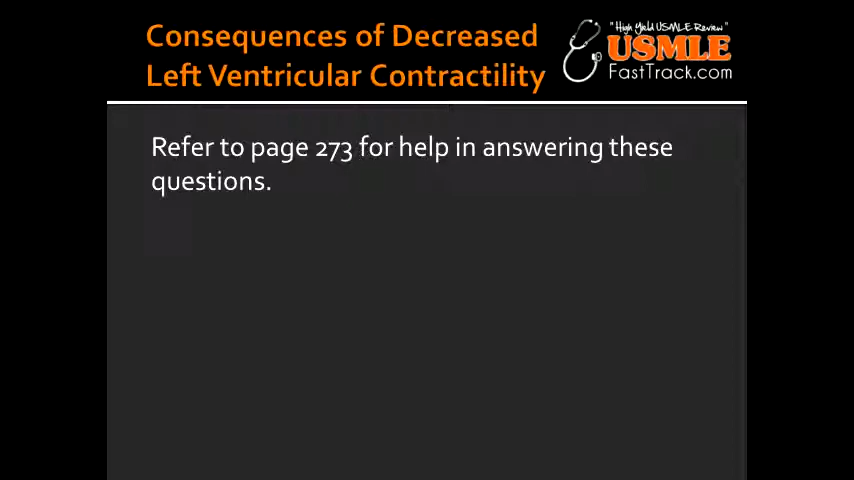 Consequences of Decreased
Left Ventricular Contractility
"High Yield USMLE Review"
USMLE
FastTrack.com
Refer to page 273 for help in answering these
questions.